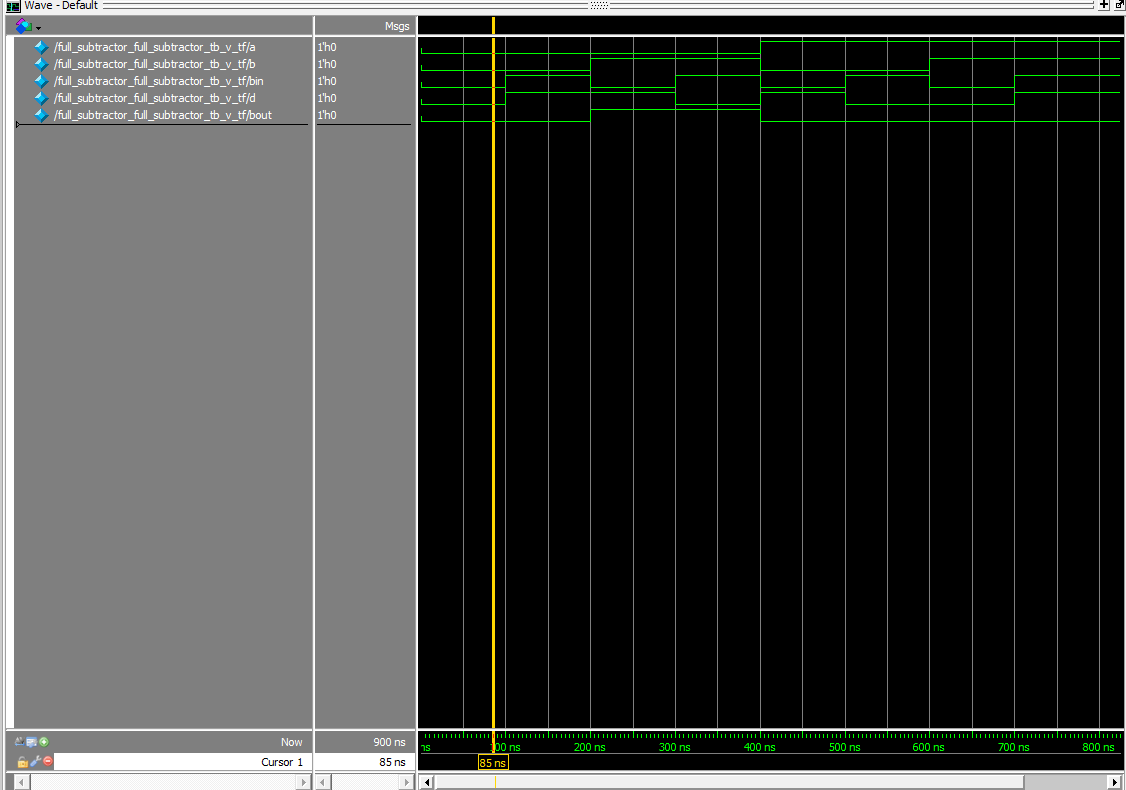 Wave - Default
Msgs
/full_subtractor_full_subtractor_tb_v_tf/a 1'h0
/full_subtractor_full_subtractor_tb_v_tf/b 1'h0
/full_subtractor_full_subtractor_tb_v_tf/bin 1'h0
/full_subtractor_full_subtractor_tb_v_tf/d 1'h0
/full_subtractor_full_subtractor_tb_v_tf/bout 1'h0
Now 900 ns ns 100 ns 200 ns 300 ns 400 ns 500 ns 600 ns 700 ns 800 ns
Cursor 1 85 ns 85 ns